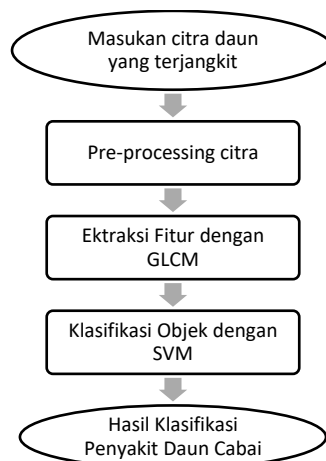 Masukan citra daun
yang terjangkit
Pre-processing citra
Ektraksi Fitur dengan
GLCM
Klasifikasi Objek dengan
SVM
Hasil Klasifikasi
Penyakit Daun Cabai